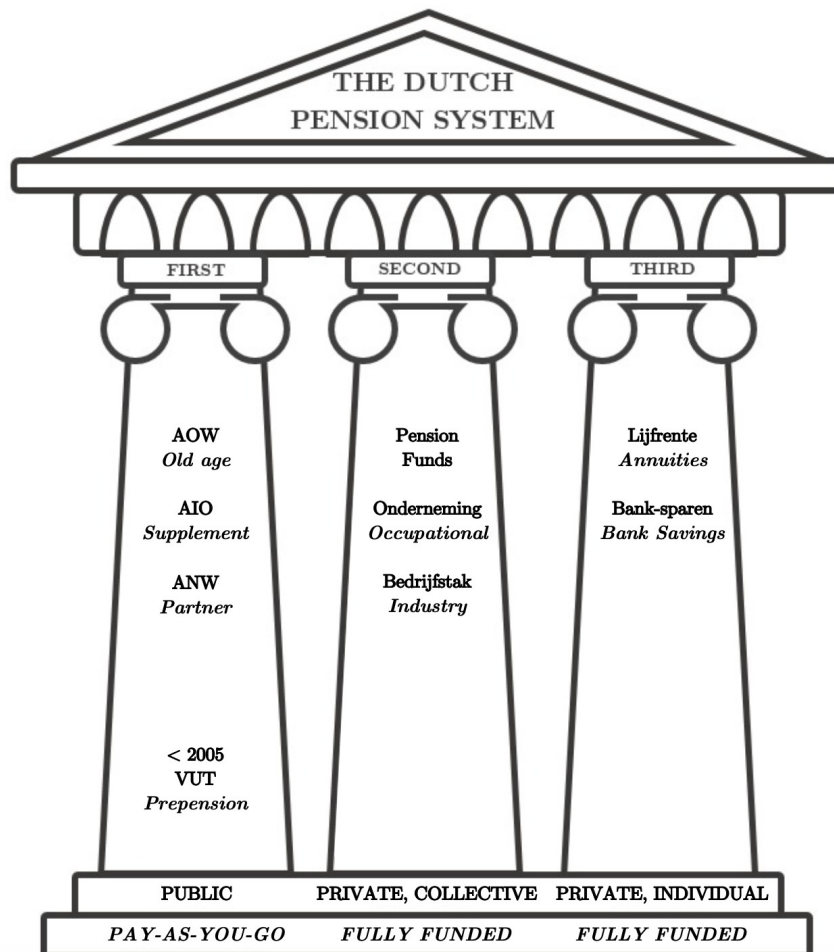 THE DUTCH
PENSION SYSTEM
FIRST
SECOND
THIRD
AOW
Old age
AIO
Supplement
ANW
Partner
< 2005
VUT
Prepension
Pension
Funds
Onderneming
Occupational
Bedrijfstak
Industry
Lijfrente
Annuities
Bank-sparen
Bank Savings
PUBLIC
PRIVATE, COLLECTIVE
PRIVATE, INDIVIDUAL
PAY-AS-YOU-GO
FULLY FUNDED
FULLY FUNDED